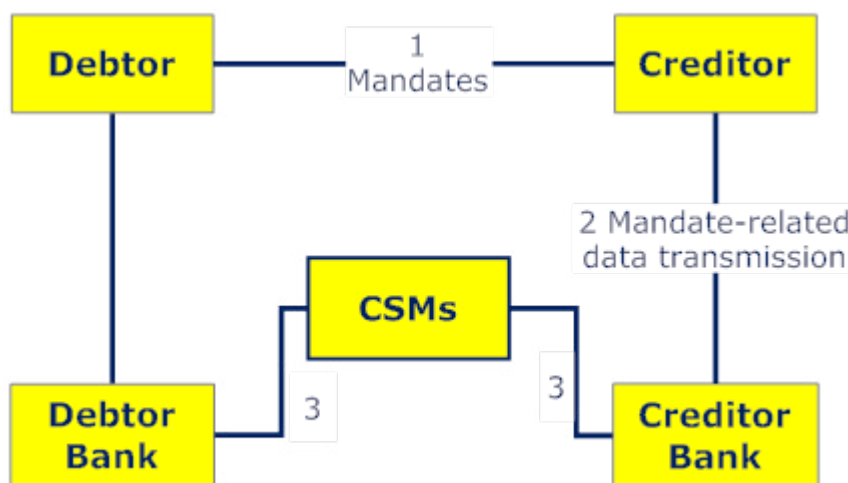 Debtor
1
Mandates
Creditor
2 Mandate-related
data transmission
CSMs
3
3
Debtor
Bank
Creditor
Bank